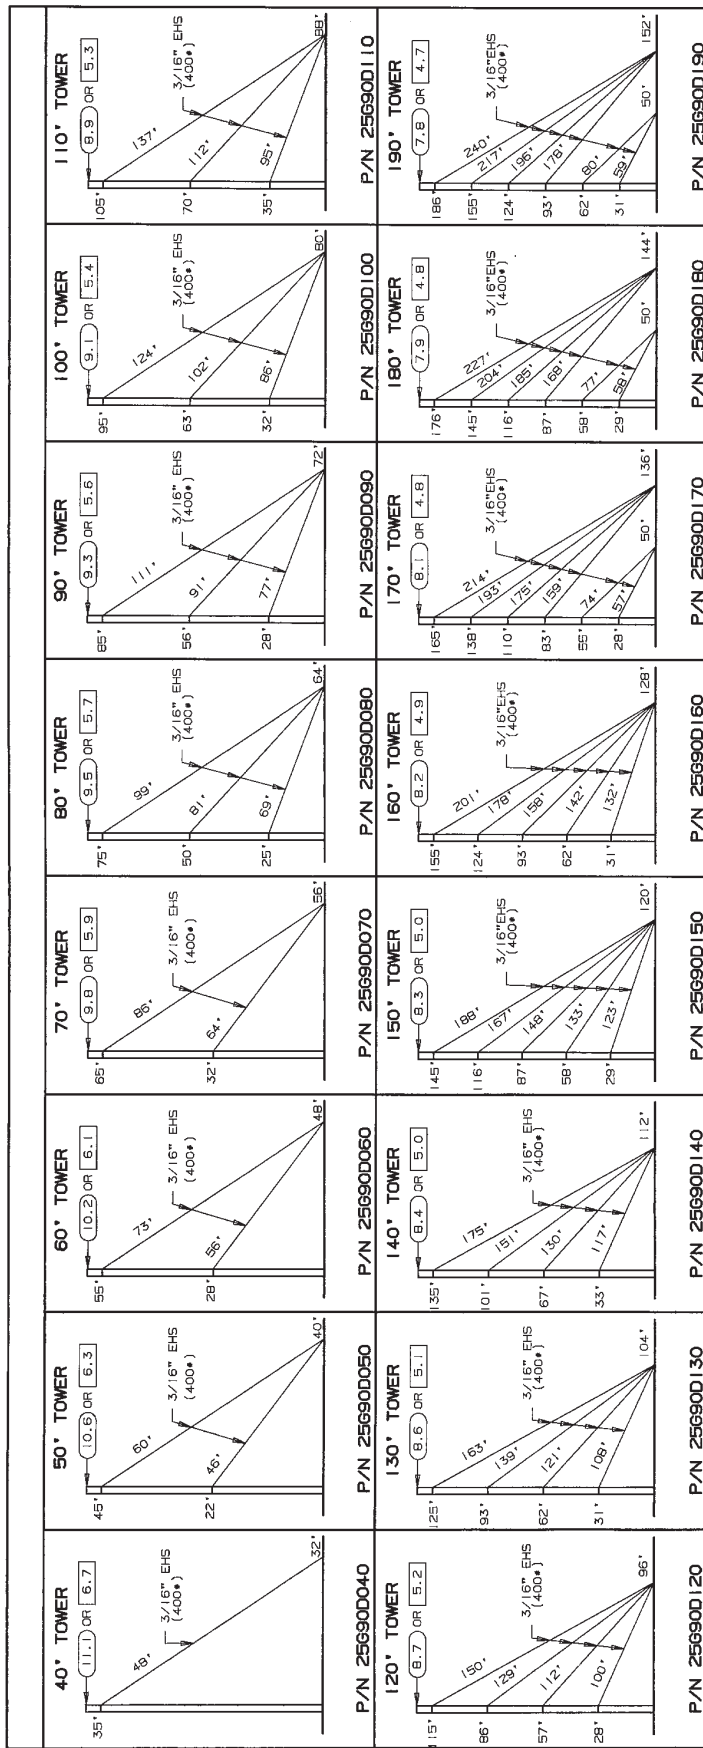 40' TOWER
11.1 OR 6.7
35'
48'
3/16" EHS
(400#)
32'
P/N 25G90D040
50' TOWER
10.6 OR 6.3
45'
22'
60'
46'
3/16" EHS
(400#)
40'
P/N 25G90D050
60' TOWER
10.2 OR 6.1
55'
28'
73'
56'
3/16" EHS
(400#)
48'
P/N 25G90D060
70' TOWER
9.8 OR 5.9
65'
32'
86'
64'
3/16" EHS
(400#)
56'
P/N 25G90D070
80' TOWER
9.5 OR 5.7
75'
50'
25'
99'
81'
69'
3/16" EHS
(400#)
64'
P/N 25G90D080
90' TOWER
9.3 OR 5.6
85'
56'
28'
111'
91'
77'
3/16" EHS
(400#)
72'
P/N 25G90D090
100' TOWER
9.1 OR 5.4
95'
63'
32'
124'
102'
86'
3/16" EHS
(400#)
80'
P/N 25G90D100
110' TOWER
8.9 OR 5.3
105'
70'
35'
137'
112'
95'
3/16" EHS
(400#)
88'
P/N 25G90D110
120' TOWER
8.7 OR 5.2
115'
86'
57'
28'
150'
129'
112'
100'
3/16" EHS
(400#)
96'
P/N 25G90D120
130' TOWER
8.6 OR 5.1
125'
93'
62'
31'
163'
139'
121'
108'
3/16" EHS
(400#)
104'
P/N 25G90D130
140' TOWER
8.4 OR 5.0
135'
101'
67'
33'
175'
151'
130'
117'
3/16" EHS
(400#)
112'
P/N 25G90D140
150' TOWER
8.3 OR 5.0
145'
116'
87'
58'
29'
188'
167'
148'
133'
123'
3/16"EHS
(400#)
120'
P/N 25G90D150
160' TOWER
8.2 OR 4.9
155'
124'
93'
62'
31'
201'
178'
158'
142'
132'
3/16"EHS
(400#)
128'
P/N 25G90D160
170' TOWER
8.1 OR 4.8
165'
138'
110'
83'
55'
28'
214'
193'
175'
159'
74'
57'
3/16"EHS
(400#)
50'
136'
P/N 25G90D170
180' TOWER
7.9 OR 4.8
176'
145'
116'
87'
58'
29'
227'
204'
185'
168'
77'
58'
3/16"EHS
(400#)
50'
144'
P/N 25G90D180
190' TOWER
7.8 OR 4.7
186'
155'
124'
93'
62'
31'
240'
217'
196'
178'
80'
59'
3/16" EHS
(400#)
50'
152'
P/N 25G90D190